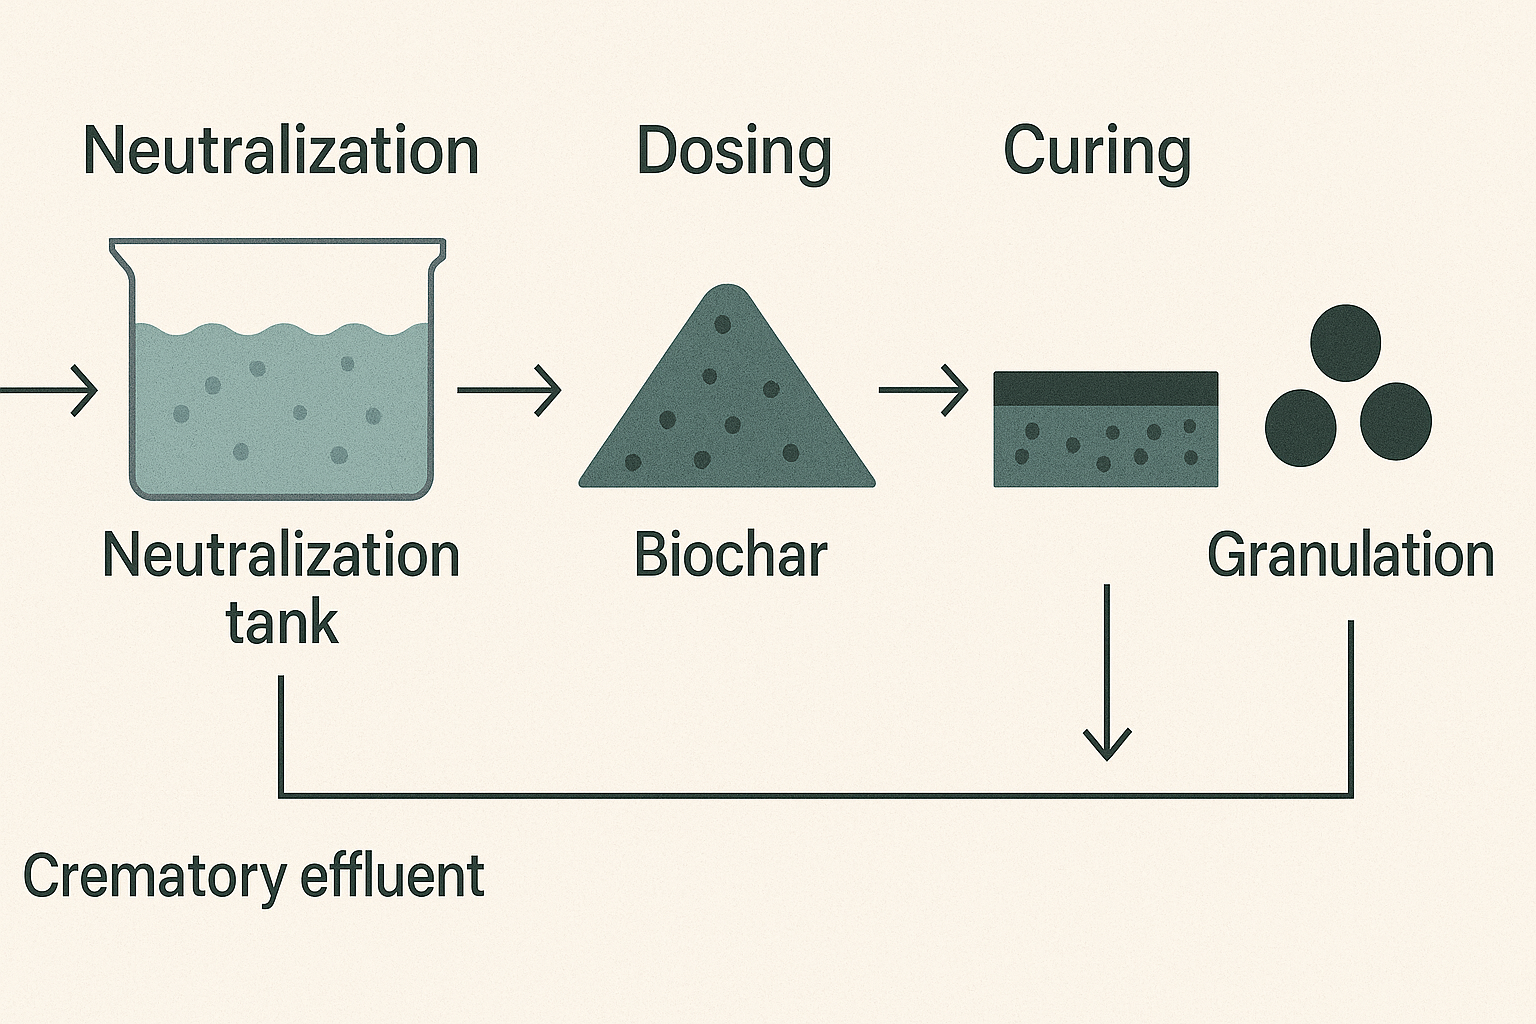 Neutralization
Dosing
Curing
Neutralization
tank
Biochar
Granulation
Crematory effluent